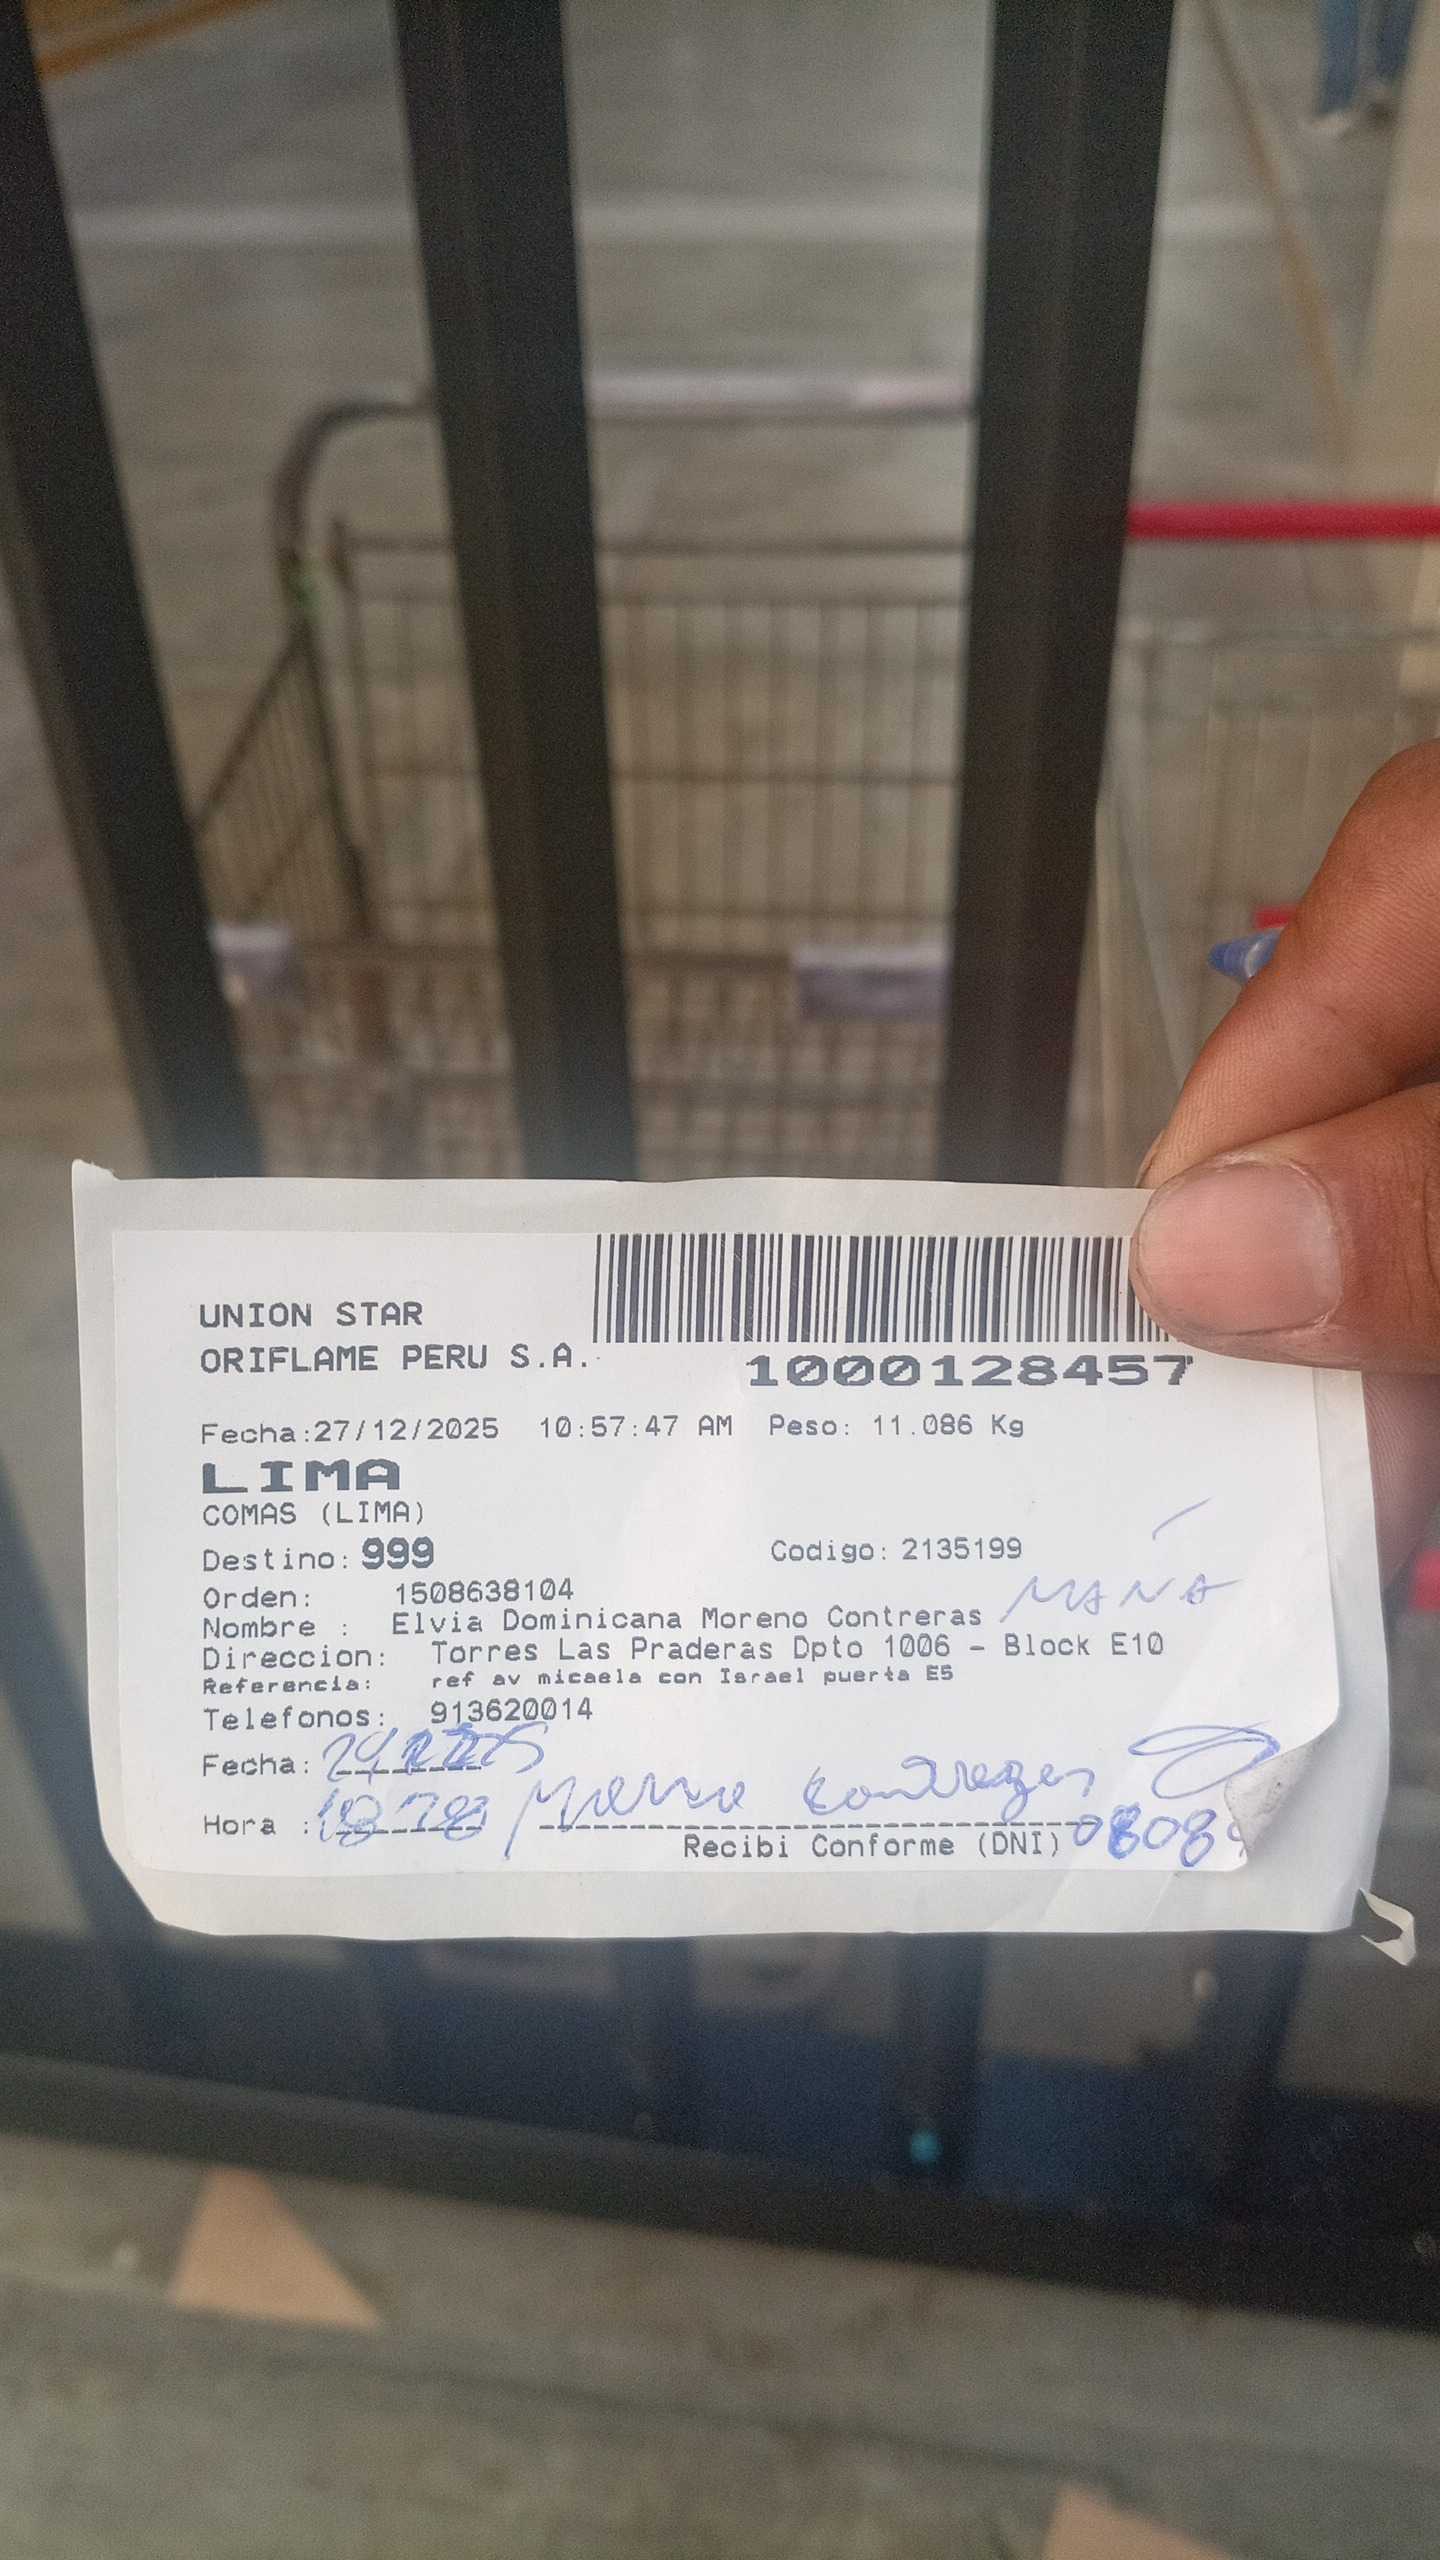 UNION STAR
ORIFLAME PERU S.A.
1000128457
Fecha:27/12/2025 10:57:47 AM Peso: 11.086 Kg
LIMA
COMAS (LIMA)
Destino: 999 Codigo: 2135199
Orden: 1508638104
Nombre : Elvia Dominicana Moreno Contreras
Direccion: Torres Las Praderas Dpto 1006 - Block E10
Referencia: ref av micaela con Israel puerta E5
Telefonos: 913620014
Fecha:
Hora :
Recibi Conforme (DNI)